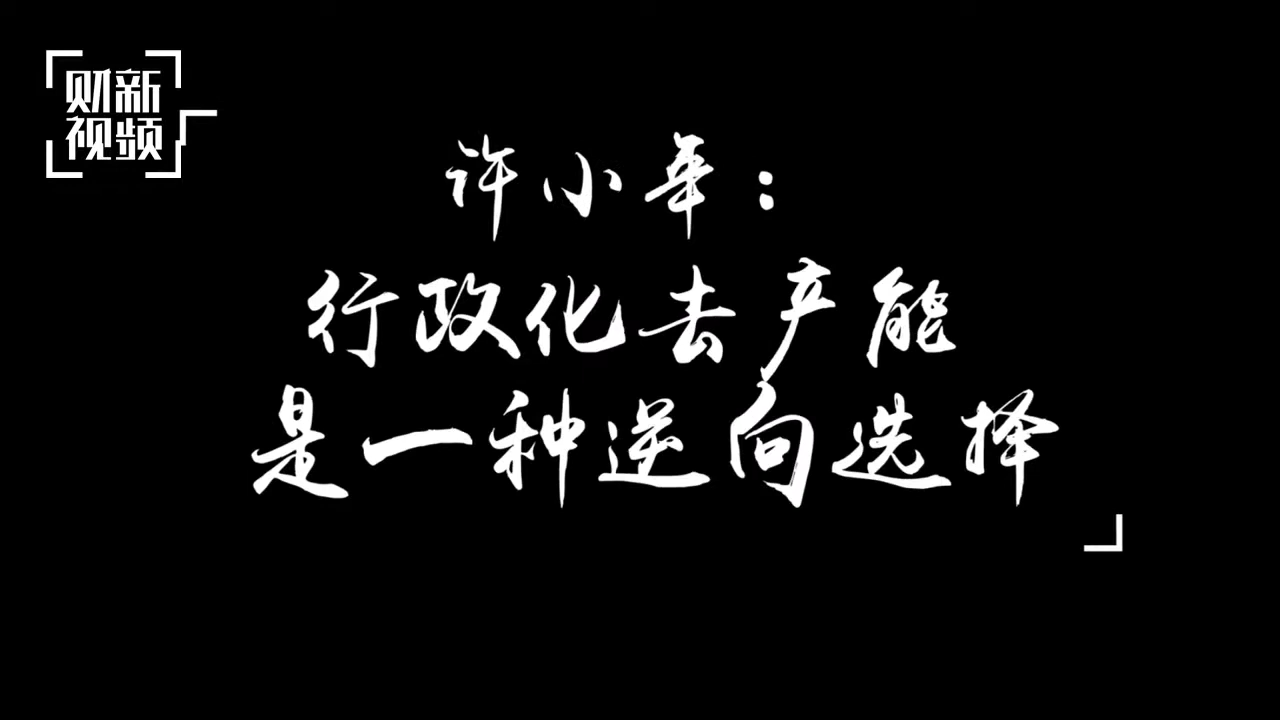 财新
视频
许小年：
行政化去产能
是一种逆向选择